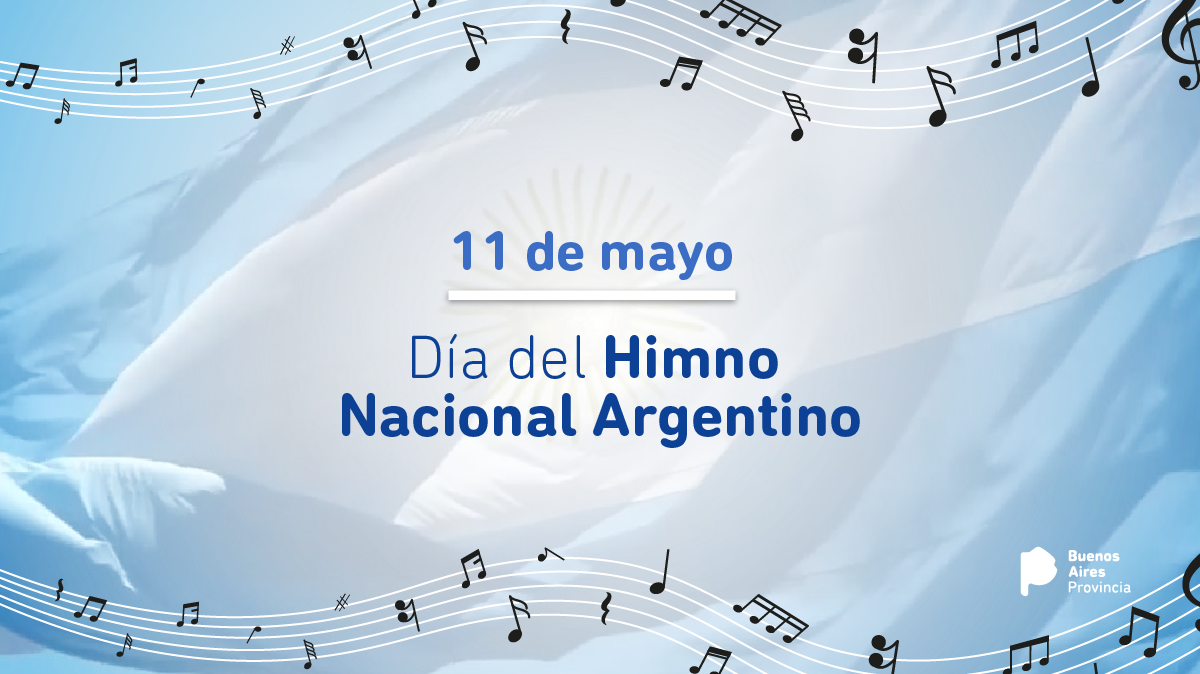 11 de mayo
Día del Himno
Nacional Argentino
Buenos
Aires
Provincia